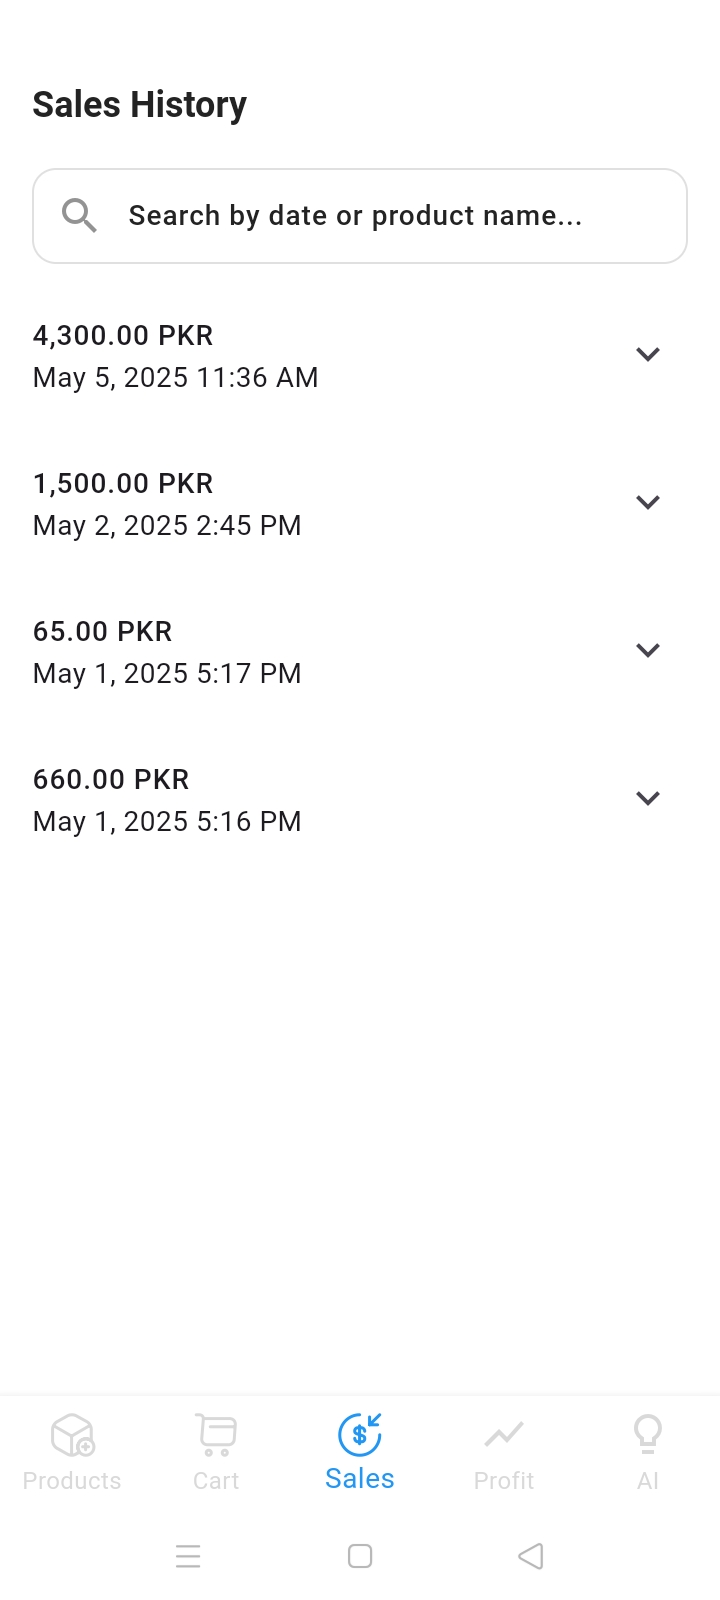 Sales History
Search by date or product name...
4,300.00 PKR
May 5, 2025 11:36 AM
1,500.00 PKR
May 2, 2025 2:45 PM
65.00 PKR
May 1, 2025 5:17 PM
660.00 PKR
May 1, 2025 5:16 PM
Products
Cart
Sales
Profit
AI